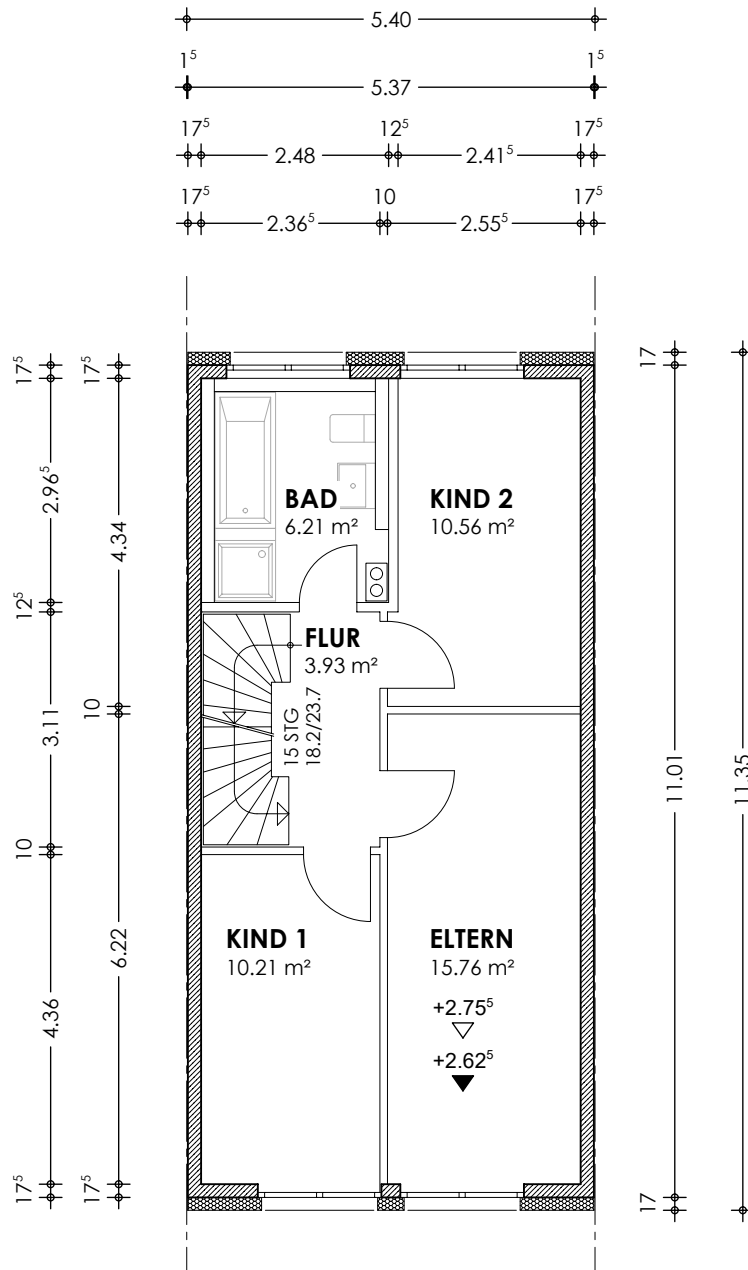 5.40
1⁵ 1⁵
5.37
17⁵ 12⁵ 17⁵
2.48 2.41⁵
17⁵ 10 17⁵
2.36⁵ 2.55⁵
17⁵ 2.96⁵ 12⁵ 3.11 10 4.36 17⁵
17⁵ 4.34 10 6.22 17⁵
BAD
6.21 m²
KIND 2
10.56 m²
FLUR
3.93 m²
15 STG
18.2/23.7
KIND 1
10.21 m²
ELTERN
15.76 m²
+2.75⁵
+2.62⁵
17 11.01 17
11.35